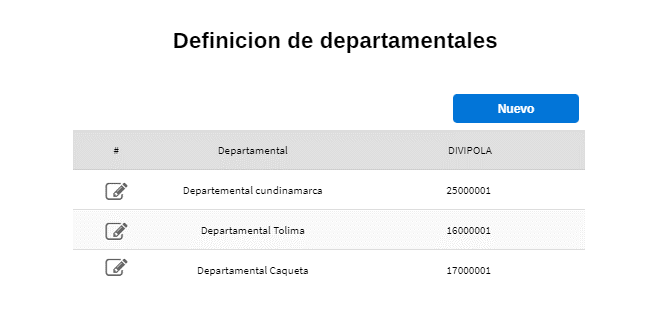 Definicion de departamentales
Nuevo
# Departamental DIVIPOLA
Departemental cundinamarca 25000001
Departamental Tolima 16000001
Departamental Caqueta 17000001